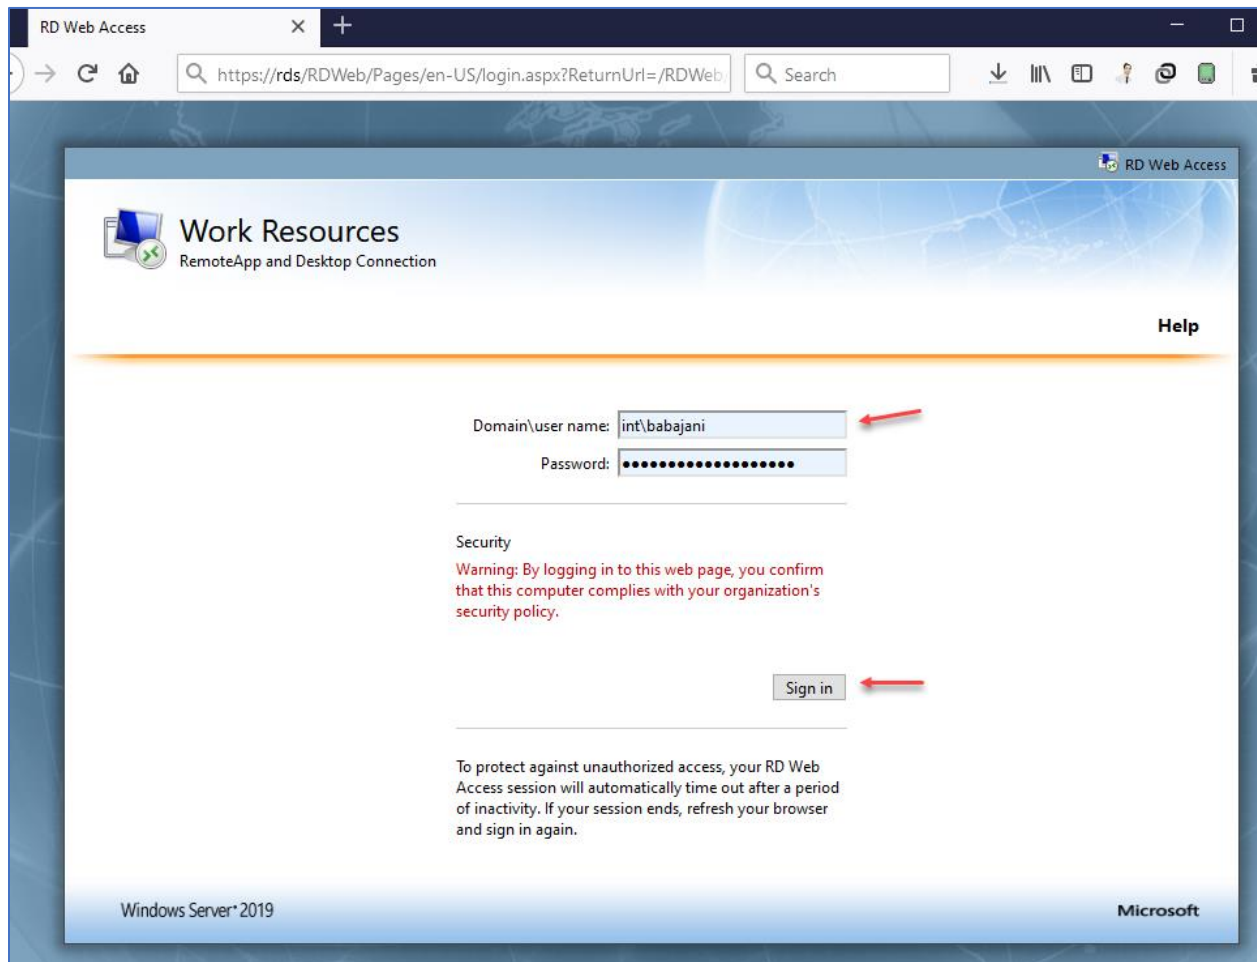 RD Web Access
https://rds/RDWeb/Pages/en-US/login.aspx?ReturnUrl=/RDWeb/
Search
RD Web Access
Work Resources
RemoteApp and Desktop Connection
Help
Domain\user name: int\babajani
Password: ●●●●●●●●●●●●●●●●●●●
Security
Warning: By logging in to this web page, you confirm
that this computer complies with your organization's
security policy.
Sign in
To protect against unauthorized access, your RD Web
Access session will automatically time out after a period
of inactivity. If your session ends, refresh your browser
and sign in again.
Windows Server® 2019
Microsoft